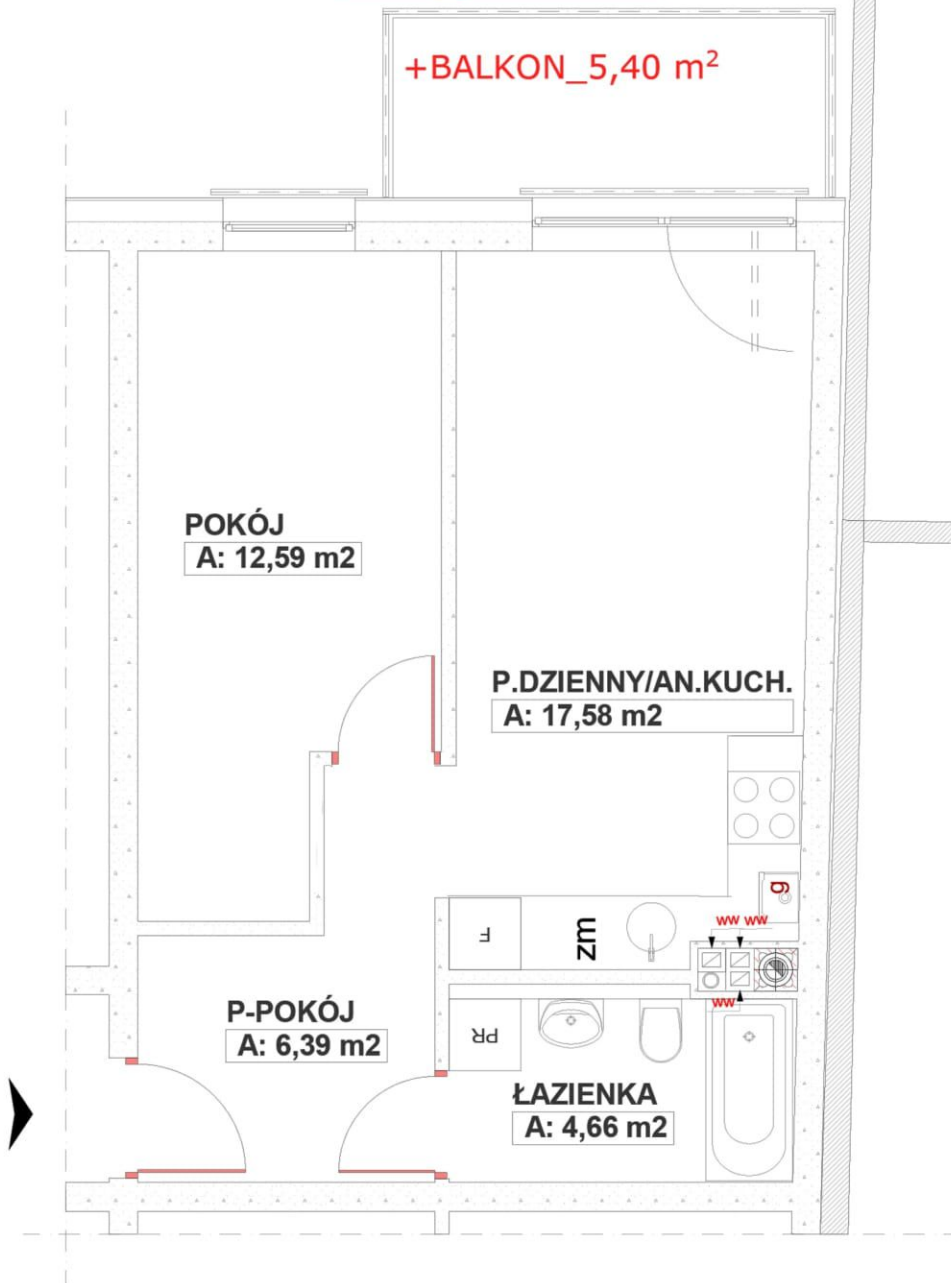 +BALKON_5,40 m²
POKÓJ
A: 12,59 m2
P.DZIENNY/AN.KUCH.
A: 17,58 m2
g
ww ww
F
zm
ww
P-POKÓJ
A: 6,39 m2
PR
ŁAZIENKA
A: 4,66 m2